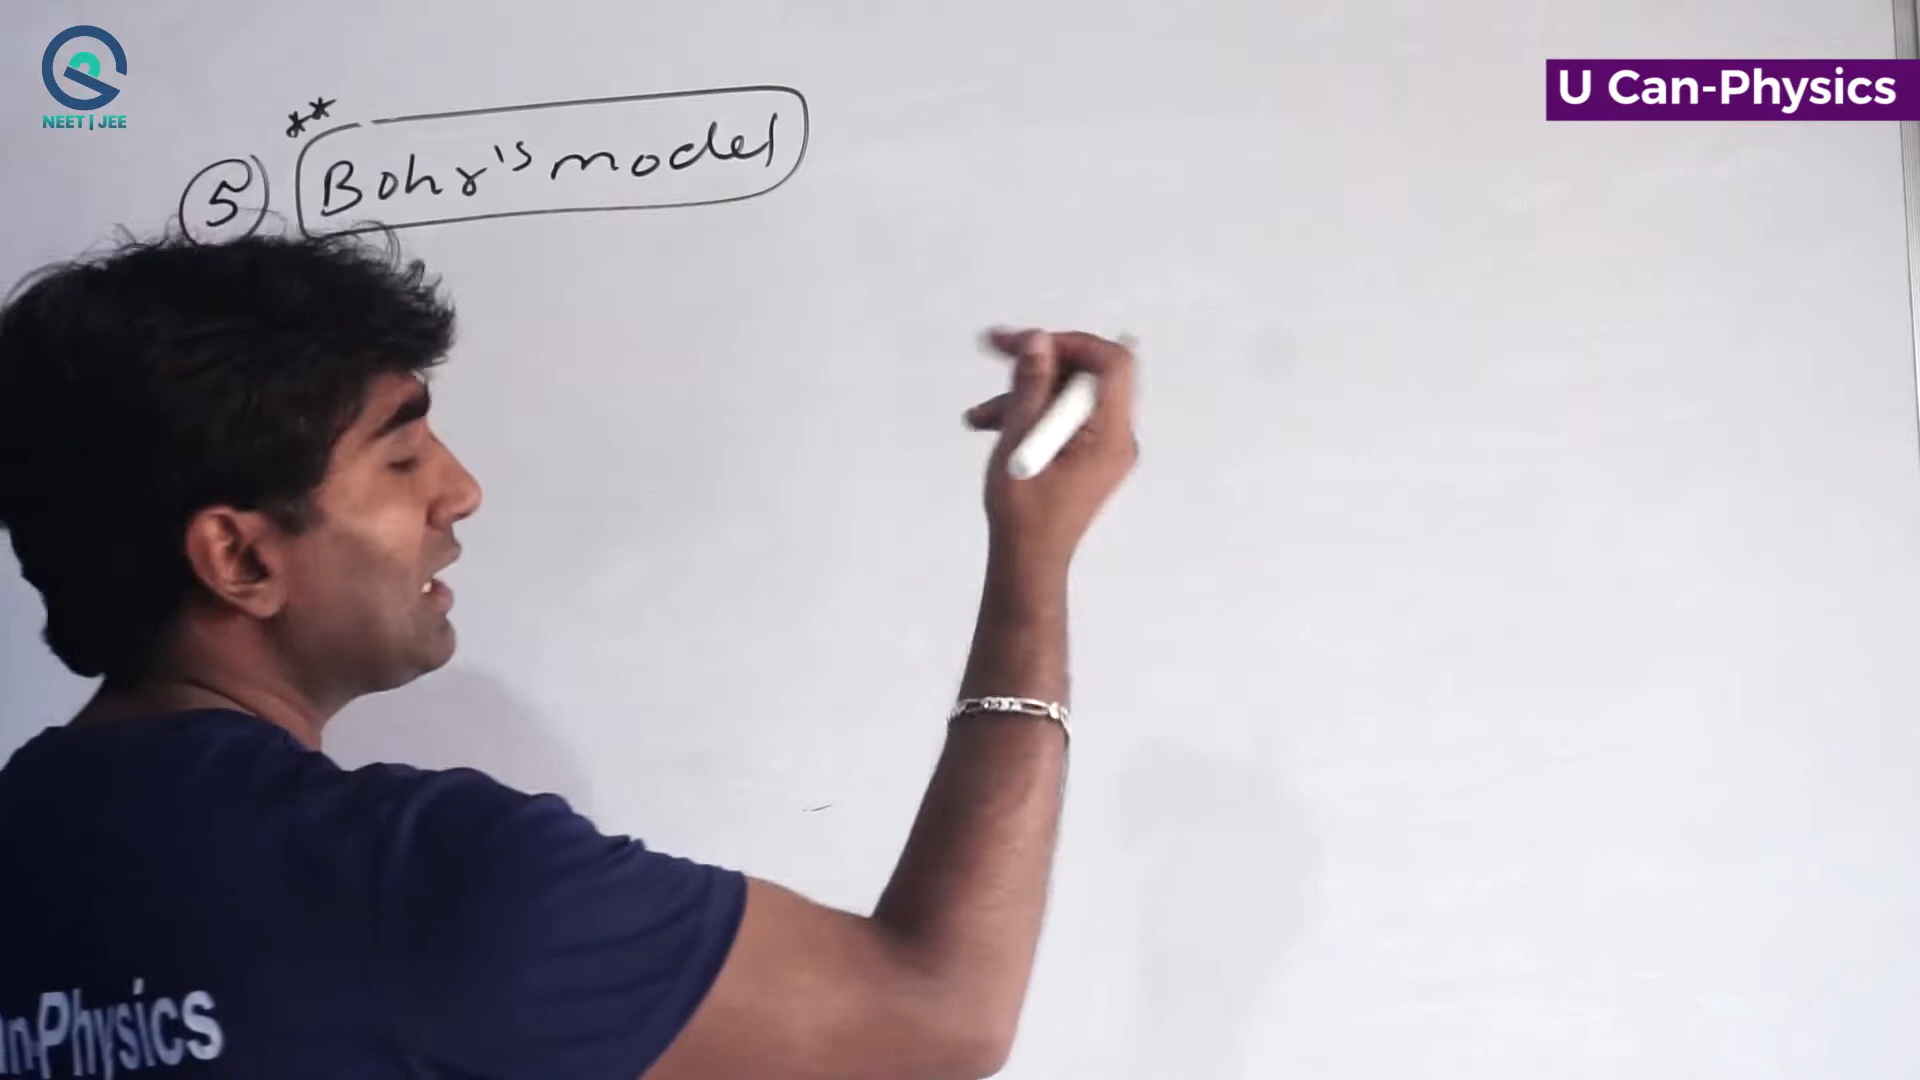 NEET | JEE
U Can-Physics
** 
5 Bohr's model
n-Physics